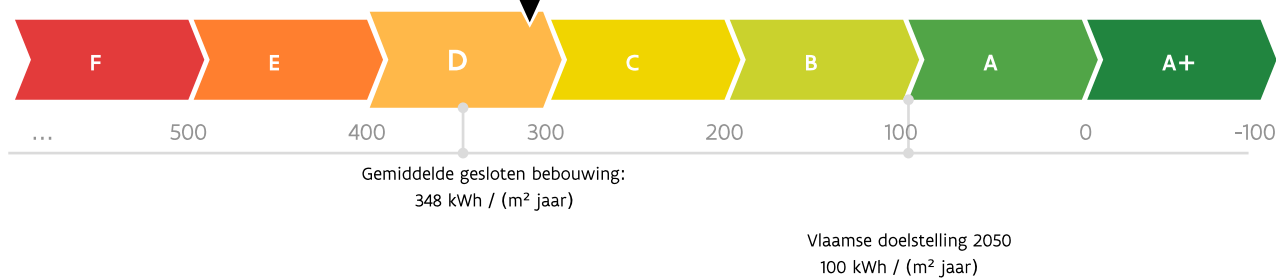 F E D C B A A+
... 500 400 300 200 100 0 -100
Gemiddelde gesloten bebouwing:
348 kWh / (m² jaar)
Vlaamse doelstelling 2050
100 kWh / (m² jaar)